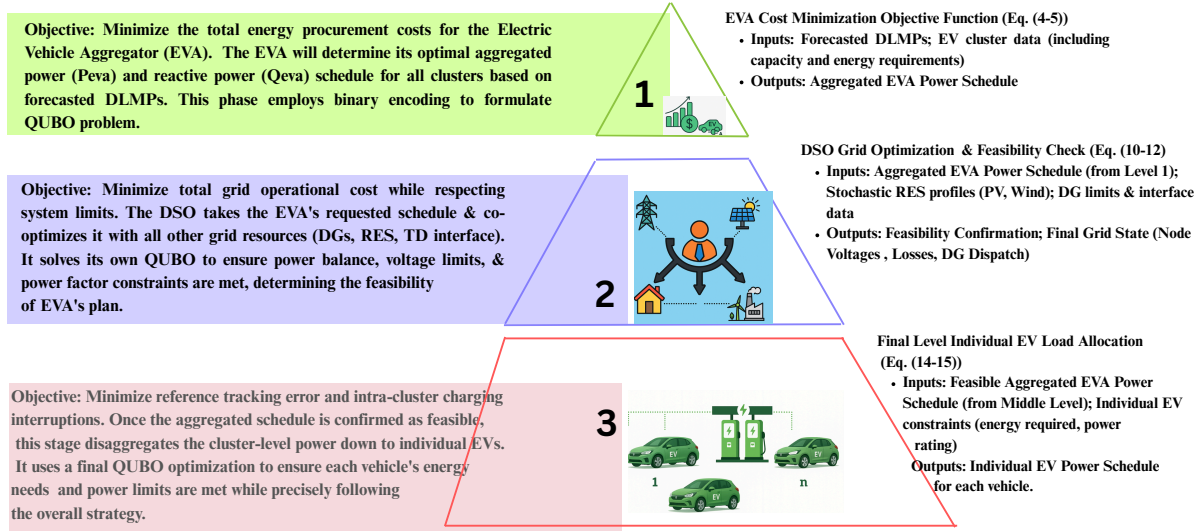 Objective: Minimize the total energy procurement costs for the Electric
Vehicle Aggregator (EVA). The EVA will determine its optimal aggregated
power (Peva) and reactive power (Qeva) schedule for all clusters based on
forecasted DLMPs. This phase employs binary encoding to formulate
QUBO problem.
1
EV
EVA Cost Minimization Objective Function (Eq. (4-5))
• Inputs: Forecasted DLMPs; EV cluster data (including
capacity and energy requirements)
• Outputs: Aggregated EVA Power Schedule
Objective: Minimize total grid operational cost while respecting
system limits. The DSO takes the EVA's requested schedule & co-
optimizes it with all other grid resources (DGs, RES, TD interface).
It solves its own QUBO to ensure power balance, voltage limits, &
power factor constraints are met, determining the feasibility
of EVA's plan.
2
DSO Grid Optimization & Feasibility Check (Eq. (10-12)
• Inputs: Aggregated EVA Power Schedule (from Level 1);
Stochastic RES profiles (PV, Wind); DG limits & interface
data
• Outputs: Feasibility Confirmation; Final Grid State (Node
Voltages , Losses, DG Dispatch)
Objective: Minimize reference tracking error and intra-cluster charging
interruptions. Once the aggregated schedule is confirmed as feasible,
this stage disaggregates the cluster-level power down to individual EVs.
It uses a final QUBO optimization to ensure each vehicle's energy
needs and power limits are met while precisely following
the overall strategy.
3
EV
EV
1
n
EV
Final Level Individual EV Load Allocation
(Eq. (14-15))
• Inputs: Feasible Aggregated EVA Power
Schedule (from Middle Level); Individual EV
constraints (energy required, power
rating)
Outputs: Individual EV Power Schedule
for each vehicle.